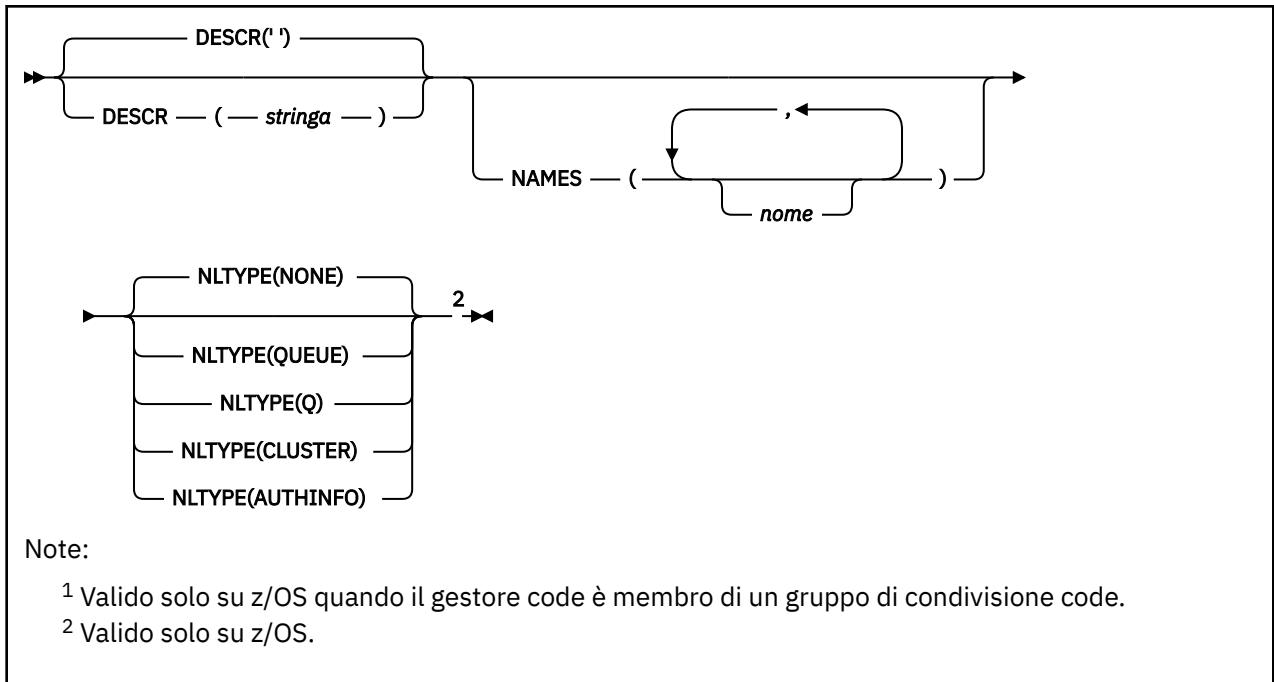 DESCR(' ')
DESCR ( stringa )
,
NAMES ( )
nome
NLTYPE(NONE)
2
NLTYPE(QUEUE)
NLTYPE(Q)
NLTYPE(CLUSTER)
NLTYPE(AUTHINFO)
Note:
1 Valido solo su z/OS quando il gestore code è membro di un gruppo di condivisione code.
2 Valido solo su z/OS.